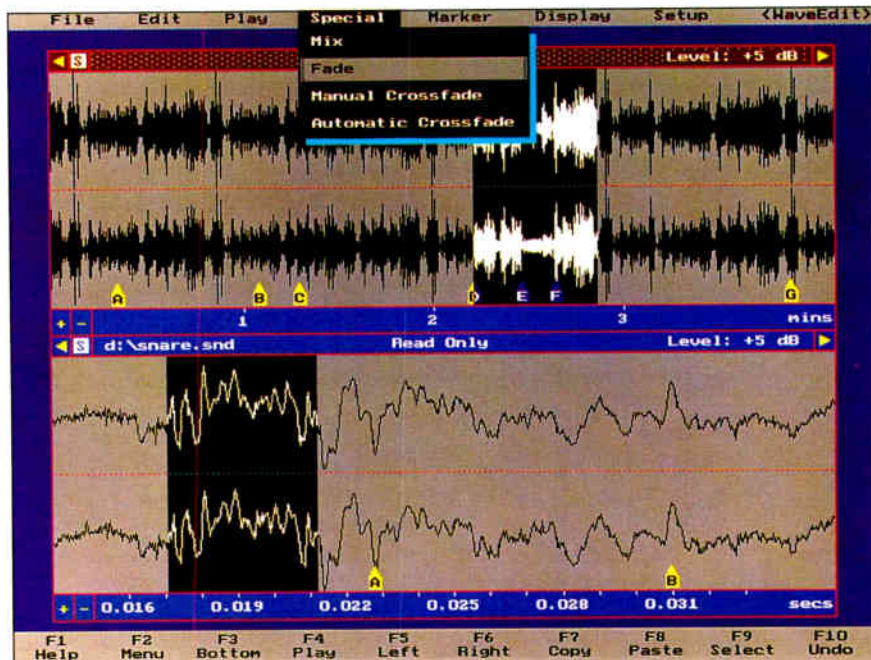 File Edit Play Special Marker Display Setup <WaveEdit>
Mix
Fade
Manual Crossfade
Automatic Crossfade
S Level: +5 dB
A B C D E F G
+ - 1 2 3 mins
S d:\snare.snd Read Only Level: +5 dB
A B
+ - 0.016 0.019 0.022 0.025 0.028 0.031 secs
F1 F2 F3 F4 F5 F6 F7 F8 F9 F10
Help Menu Bottom Play Left Right Copy Paste Select Undo